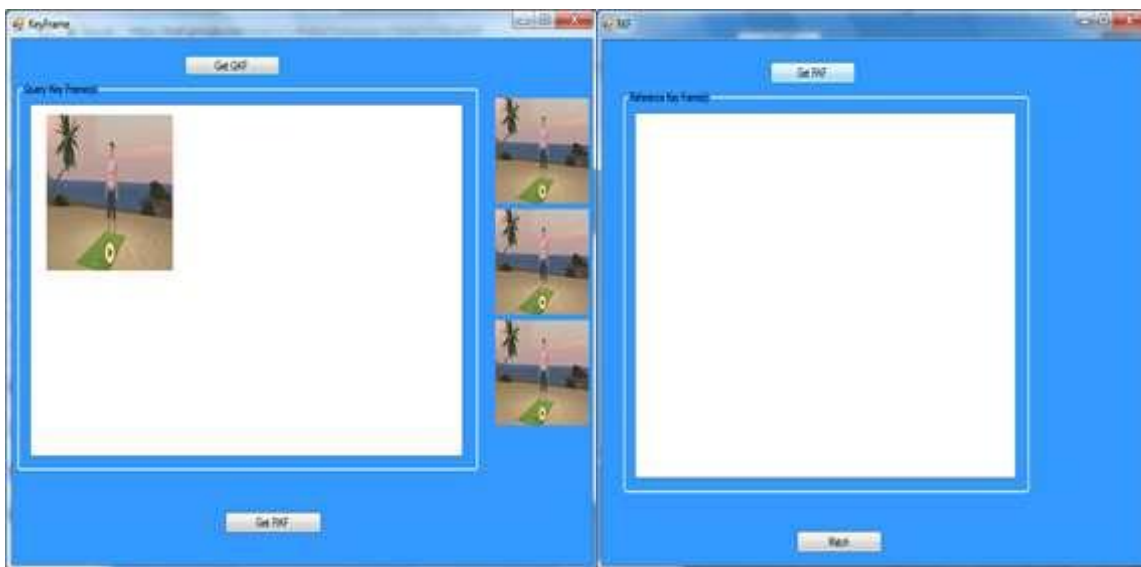 KeyFrame
Get QKF
Query Key Frame(s)
Get RKF
RKF
Get RKF
Reference Key Frame(s)
Match